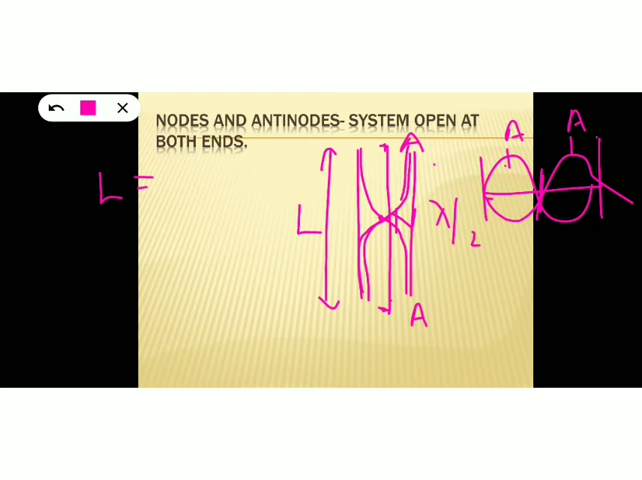 NODES AND ANTINODES- SYSTEM OPEN AT
BOTH ENDS.
A
A
A
L =
L
λ/2
A